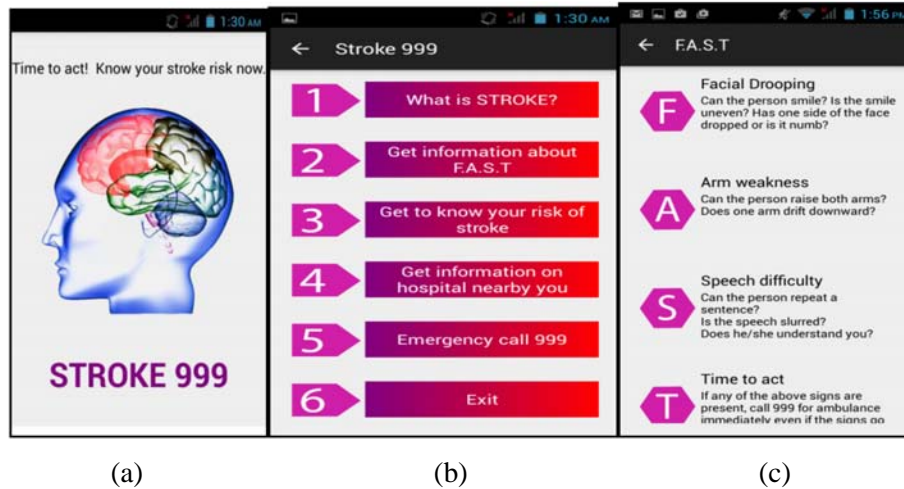 1:30 AM
Time to act! Know your stroke risk now.
STROKE 999
1:30 AM
Stroke 999
1
What is STROKE?
2
Get information about
F.A.S.T
3
Get to know your risk of
stroke
4
Get information on
hospital nearby you
5
Emergency call 999
6
Exit
1:56 PM
F.A.S.T
F
Facial Drooping
Can the person smile? Is the smile
uneven? Has one side of the face
dropped or is it numb?
A
Arm weakness
Can the person raise both arms?
Does one arm drift downward?
S
Speech difficulty
Can the person repeat a
sentence?
Is the speech slurred?
Does he/she understand you?
T
Time to act
If any of the above signs are
present, call 999 for ambulance
immediately even if the signs go
(a)
(b)
(c)